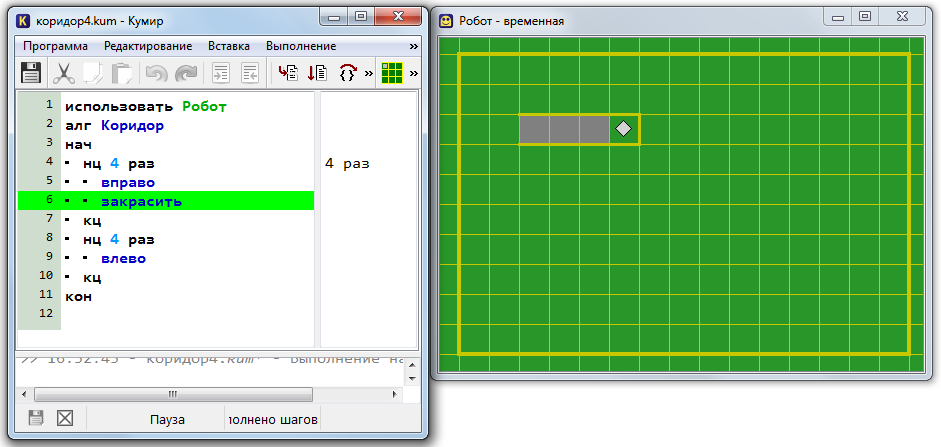 коридор4.kum - Кумир
Программа Редактирование Вставка Выполнение »
» »
1 использовать Робот
2 алг Коридор
3 нач
4 нц 4 раз 4 раз
5 вправо
6 закрасить
7 кц
8 нц 4 раз
9 влево
10 кц
11 кон
12
>> 16:52:45 - коридор4.kum* - Выполнение на
Пауза
олнено шагов
Робот - временная